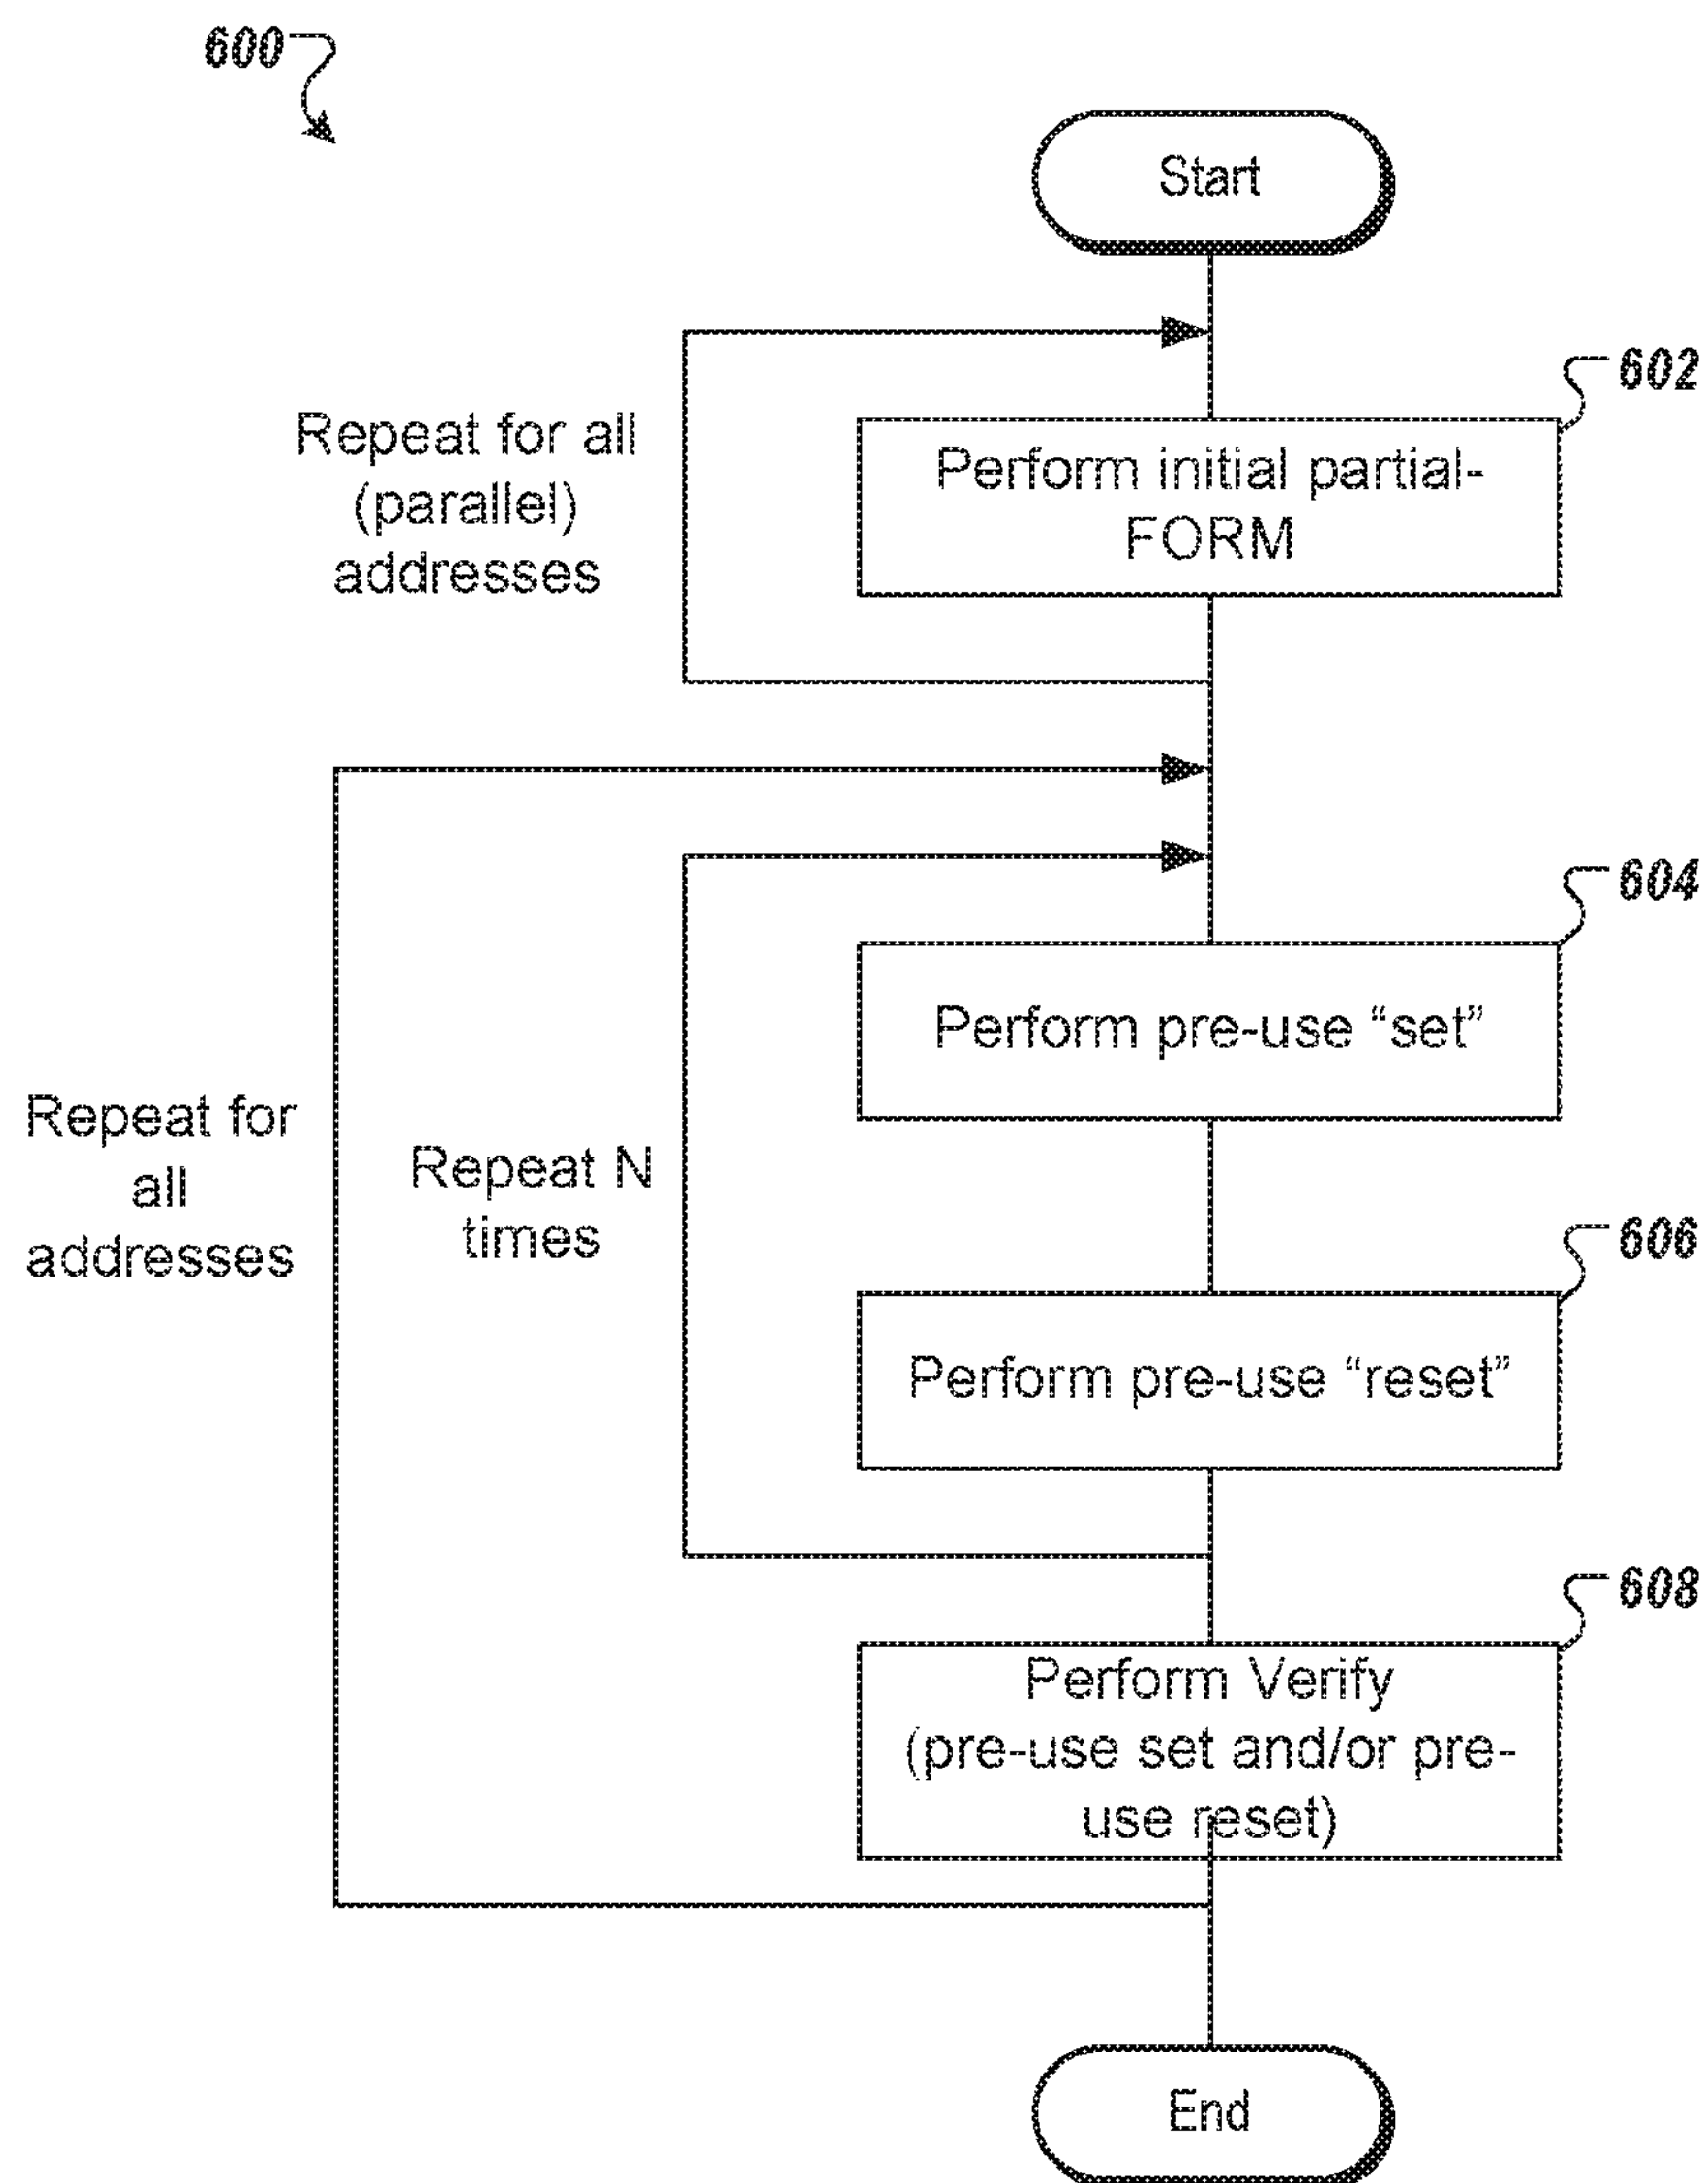 600
Start
602
Repeat for all
(parallel)
addresses
Perform initial partial-
FORM
604
Perform pre-use “set”
Repeat for
all
addresses
Repeat N
times
606
Perform pre-use “reset”
608
Perform Verify
(pre-use set and/or pre-
use reset)
End